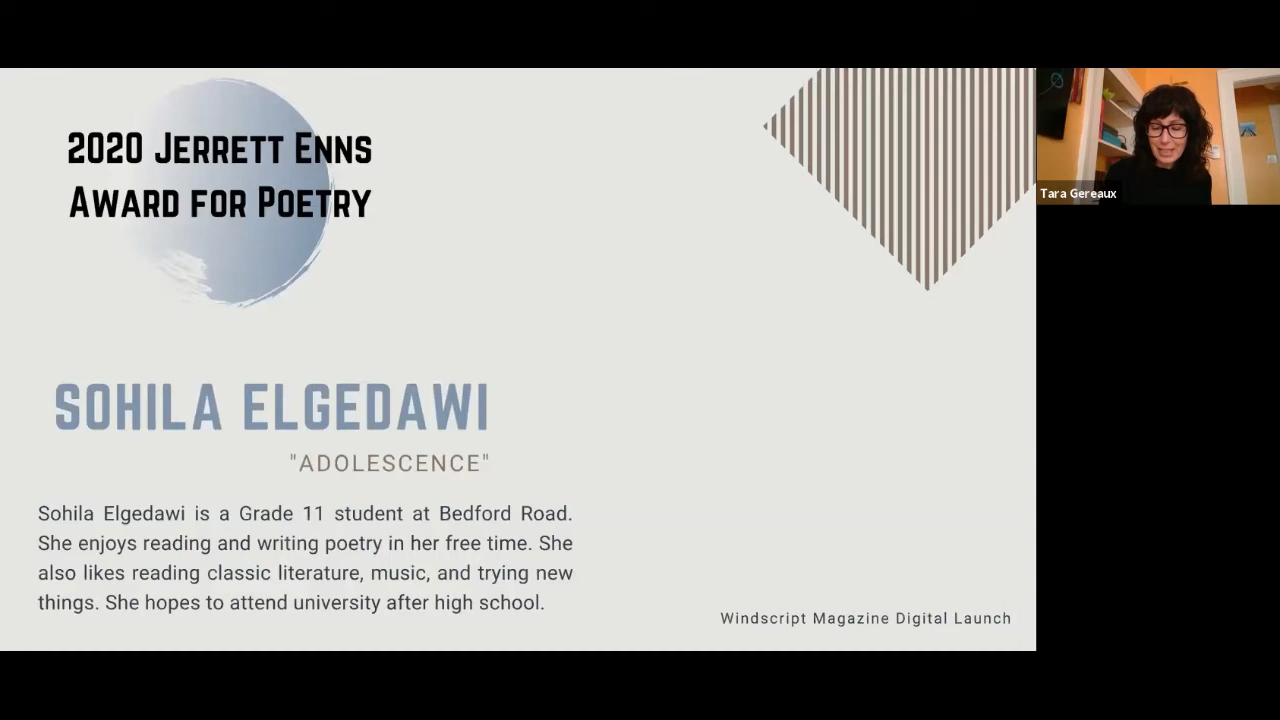 2020 Jerrett Enns
Award for Poetry
Tara Gereaux
SOHILA ELGEDAWI
"ADOLESCENCE"
Sohila Elgedawi is a Grade 11 student at Bedford Road.
She enjoys reading and writing poetry in her free time. She
also likes reading classic literature, music, and trying new
things. She hopes to attend university after high school.
Windscript Magazine Digital Launch